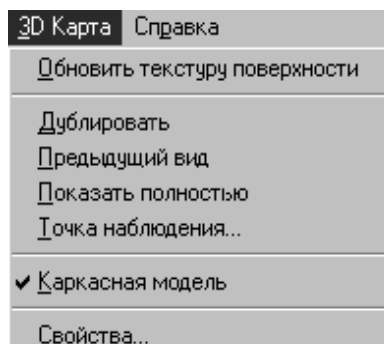 3D Карта Справка
Обновить текстуру поверхности
Дублировать
Предыдущий вид
Показать полностью
Точка наблюдения...
Каркасная модель
Свойства...